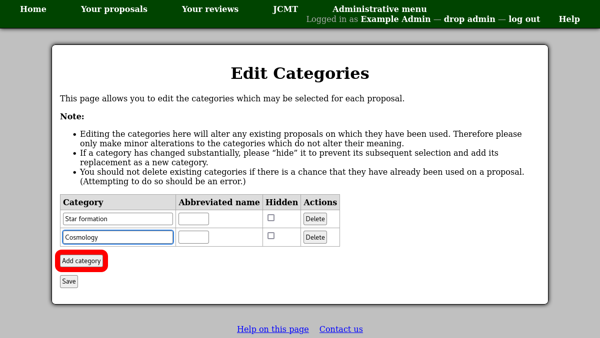 Home Your proposals Your reviews JCMT Administrative menu
Logged in as Example Admin — drop admin — log out Help
Edit Categories
This page allows you to edit the categories which may be selected for each proposal.
Note:
• Editing the categories here will alter any existing proposals on which they have been used. Therefore please
only make minor alterations to the categories which do not alter their meaning.
• If a category has changed substantially, please “hide” it to prevent its subsequent selection and add its
replacement as a new category.
• You should not delete existing categories if there is a chance that they have already been used on a proposal.
(Attempting to do so should be an error.)
Category Abbreviated name Hidden Actions
Star formation Delete
Cosmology Delete
Add category
Save
Help on this page Contact us